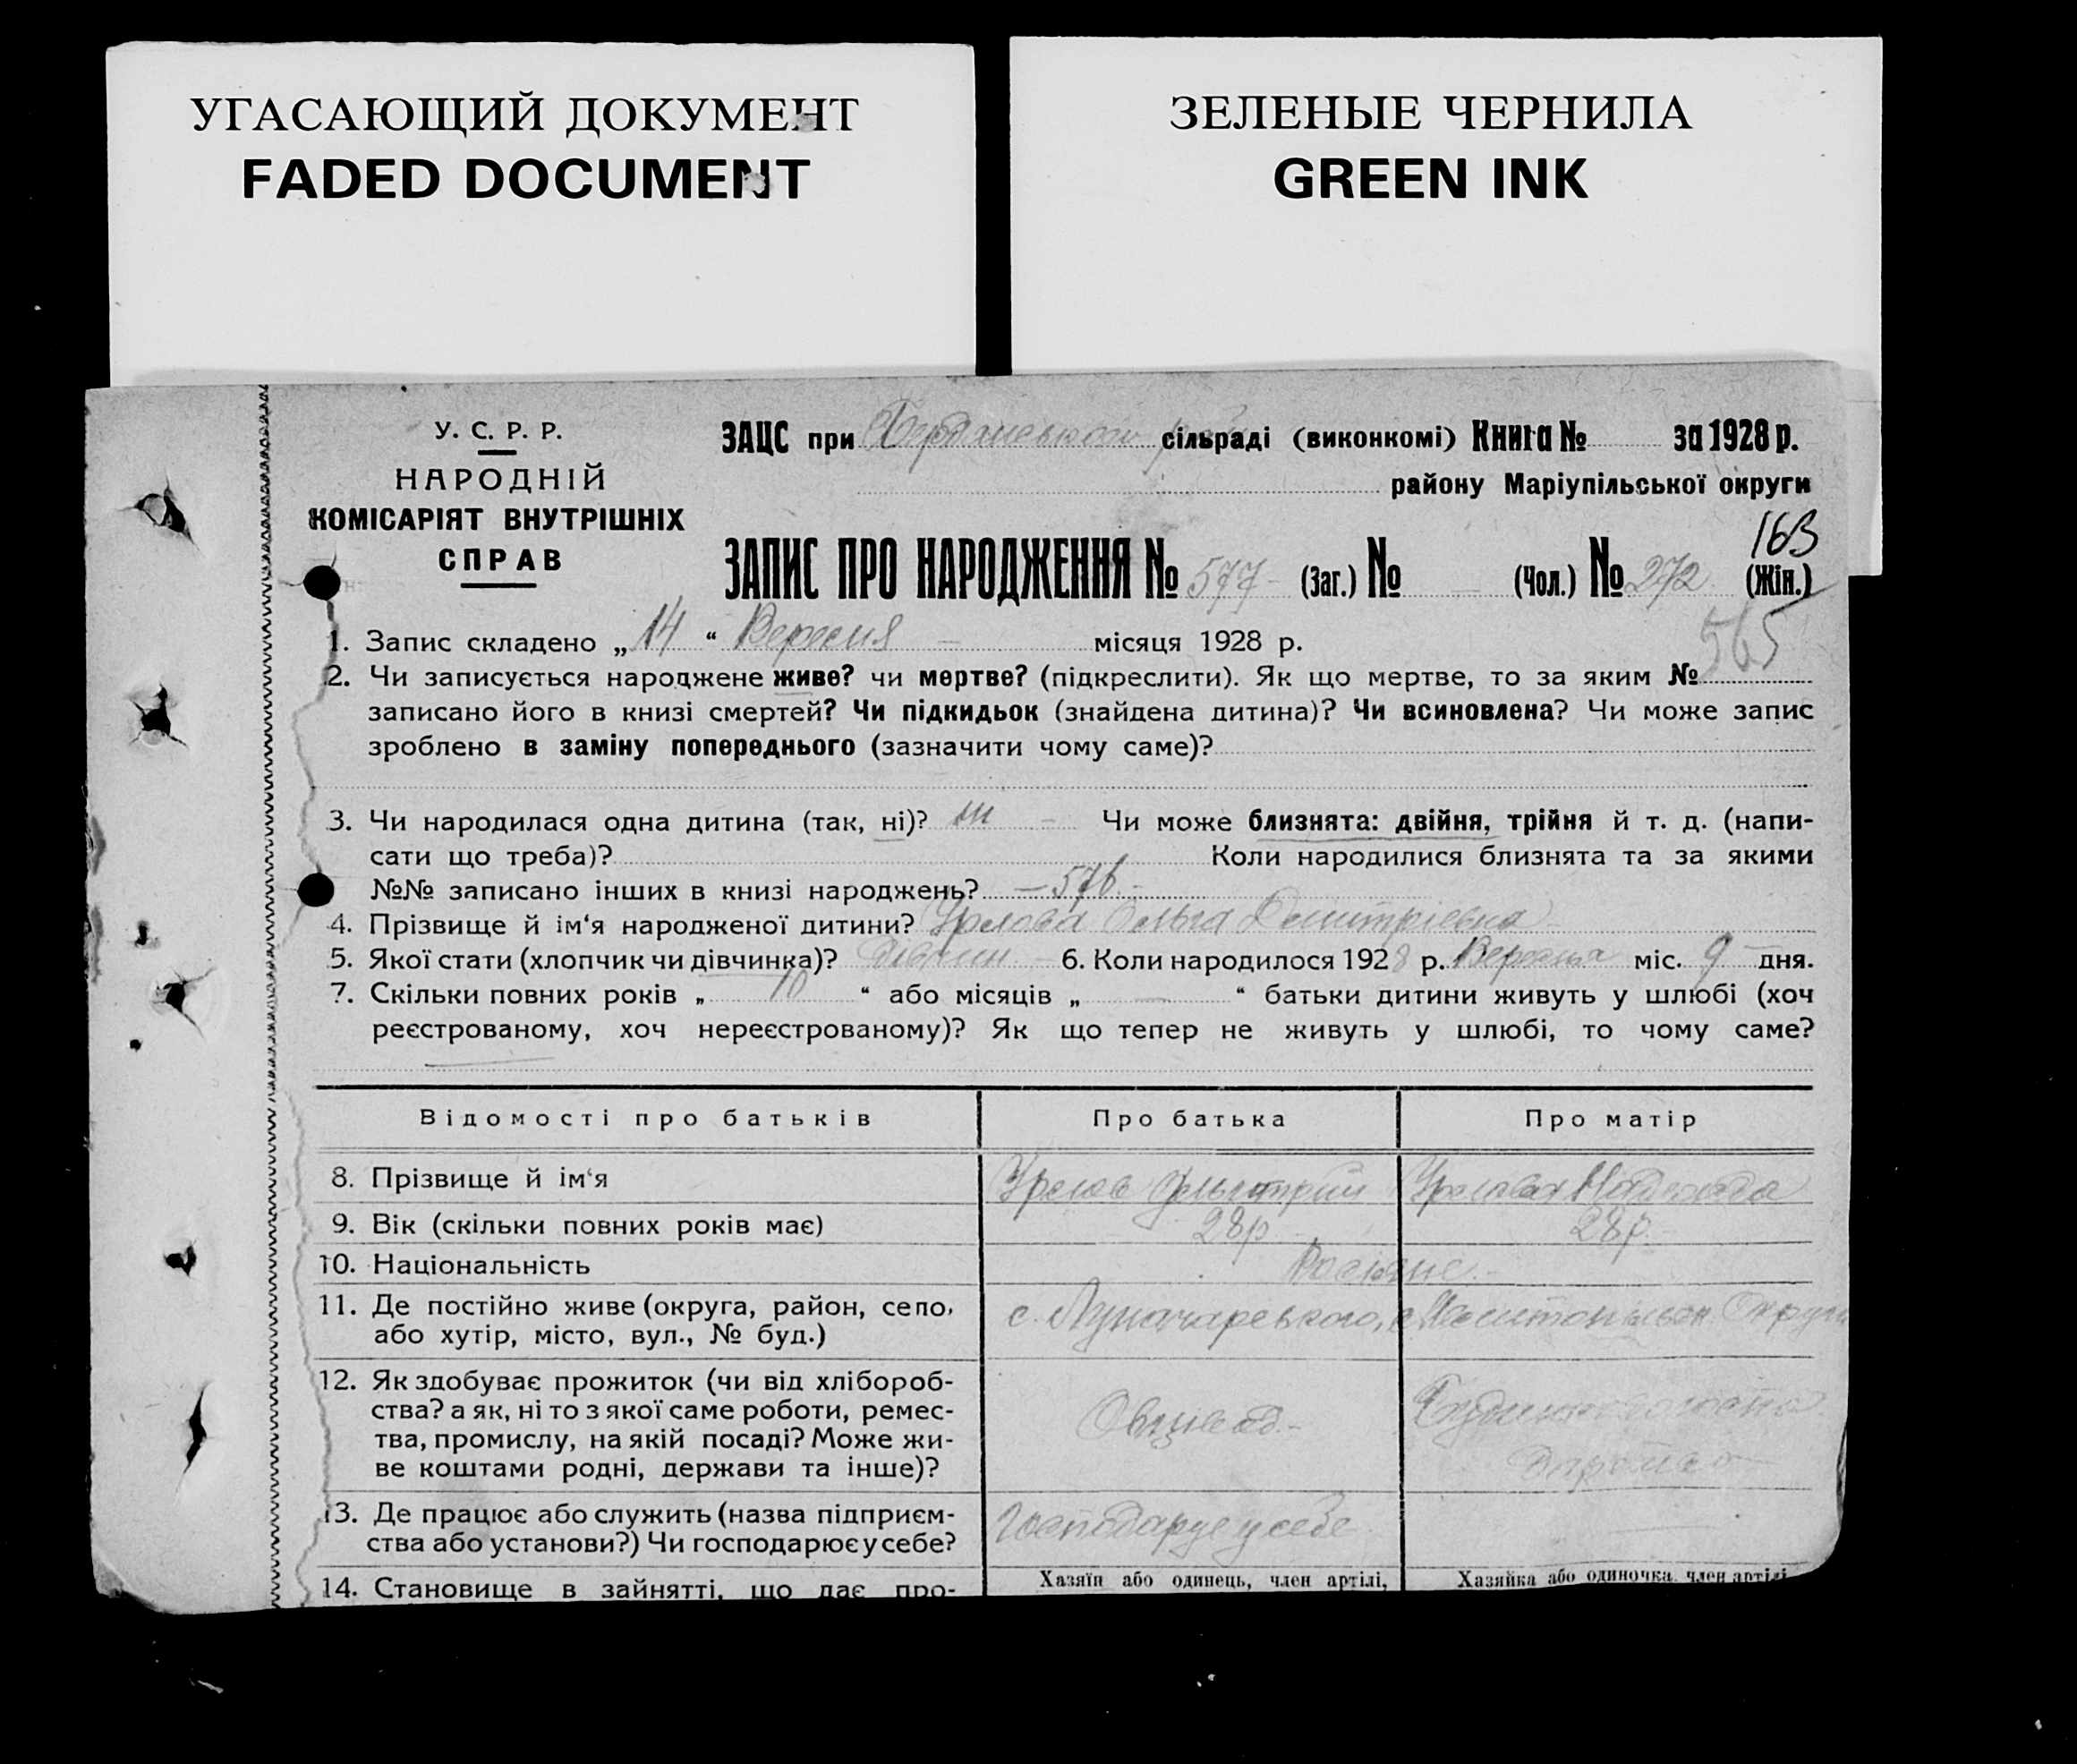 УГАСАЮЩИЙ ДОКУМЕНТ
FADED DOCUMENT
ЗЕЛЕНЫЕ ЧЕРНИЛА
GREEN INK
У. С. Р. Р.
НАРОДНІЙ
КОМІСАРІЯТ ВНУТРІШНІХ
СПРАВ
ЗАЦС при сільраді (виконкомі) Книга № за 1928 р.
району Маріупільської округи
163
ЗАПИС ПРО НАРОДЖЕННЯ № 577 (Заг.) № — (Чол.) № 272 (Жін.)
565
1. Запис складено „ 14 “ Вересня місяця 1928 р.
2. Чи записується народжене живе? чи мертве? (підкреслити). Як що мертве, то за яким №
записано його в книзі смертей? Чи підкидьок (знайдена дитина)? Чи всиновлена? Чи може запис
зроблено в заміну попереднього (зазначити чому саме)?
3. Чи народилася одна дитина (так, ні)? ні — Чи може близнята: двійня, трійня й т. д. (напи-
сати що треба)? Коли народилися близнята та за якими
№№ записано інших в книзі народжень? — 576 —
4. Прізвище й ім‘я народженої дитини? Ольга Дмитрієвна
5. Якої стати (хлопчик чи дівчинка)? 6. Коли народилось 1928 р. Вересня міс. 9 дня.
7. Скільки повних років „ 10 “ або місяців „ — “ батьки дитини живуть у шлюбі (хоч
реєстрованому, хоч нереєстрованому)? Як що тепер не живуть у шлюбі, то чому саме?
Відомості про батьків Про батька Про матір
8. Прізвище й ім‘я Дмитрий Надежда
9. Вік (скільки повних років має) 28р 28р.
10. Національність Росіяне
11. Де постійно живе (округа, район, село, с. Луначарського, Округи
або хутір, місто, вул., № буд.)
12. Як здобуває прожиток (чи від хлібороб-
ства? а як, ні то з якої саме роботи, ремес-
тва, промислу, на якій посаді? Може жи-
ве коштами родні, держави та інше)?
13. Де працює або служить (назва підприєм- Господарує у себе —
ства або установи?) Чи господарює у себе?
14. Становище в зайнятті, що дає про- Хазяїн або одинець, член артілі, Хазяйка або одиночка, член артілі